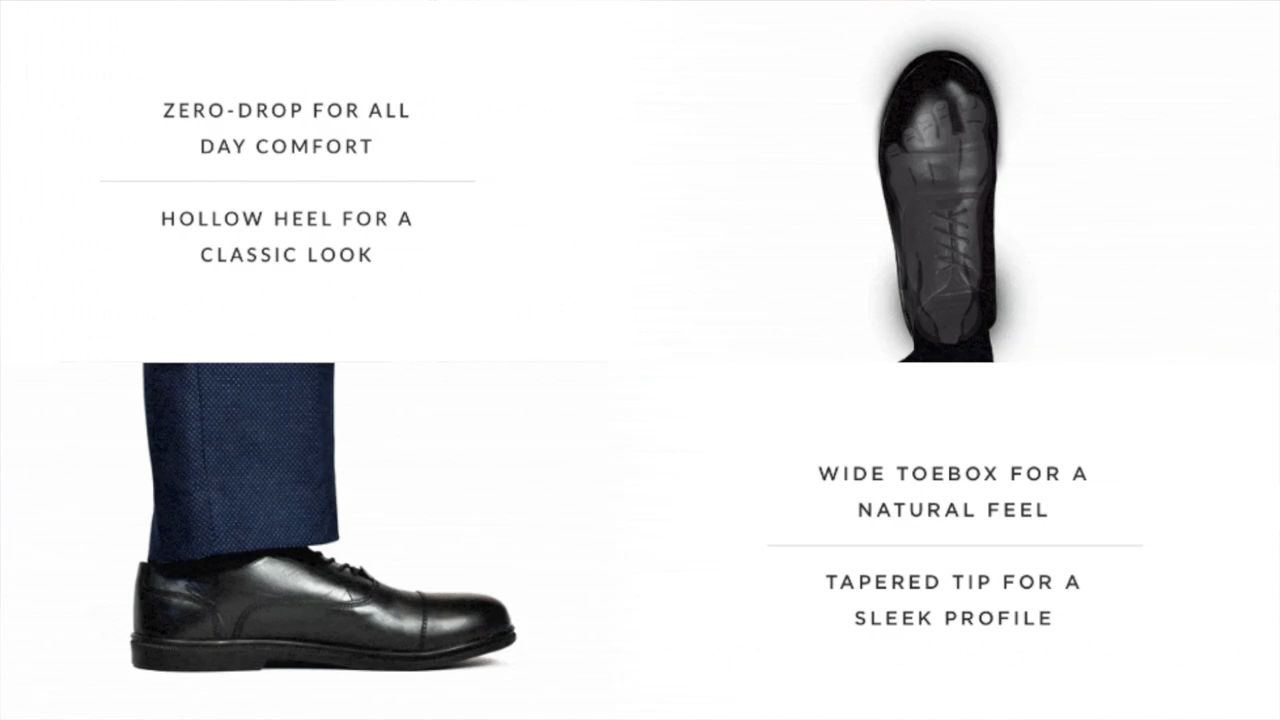 ZERO-DROP FOR ALL
DAY COMFORT
HOLLOW HEEL FOR A
CLASSIC LOOK
WIDE TOEBOX FOR A
NATURAL FEEL
TAPERED TIP FOR A
SLEEK PROFILE